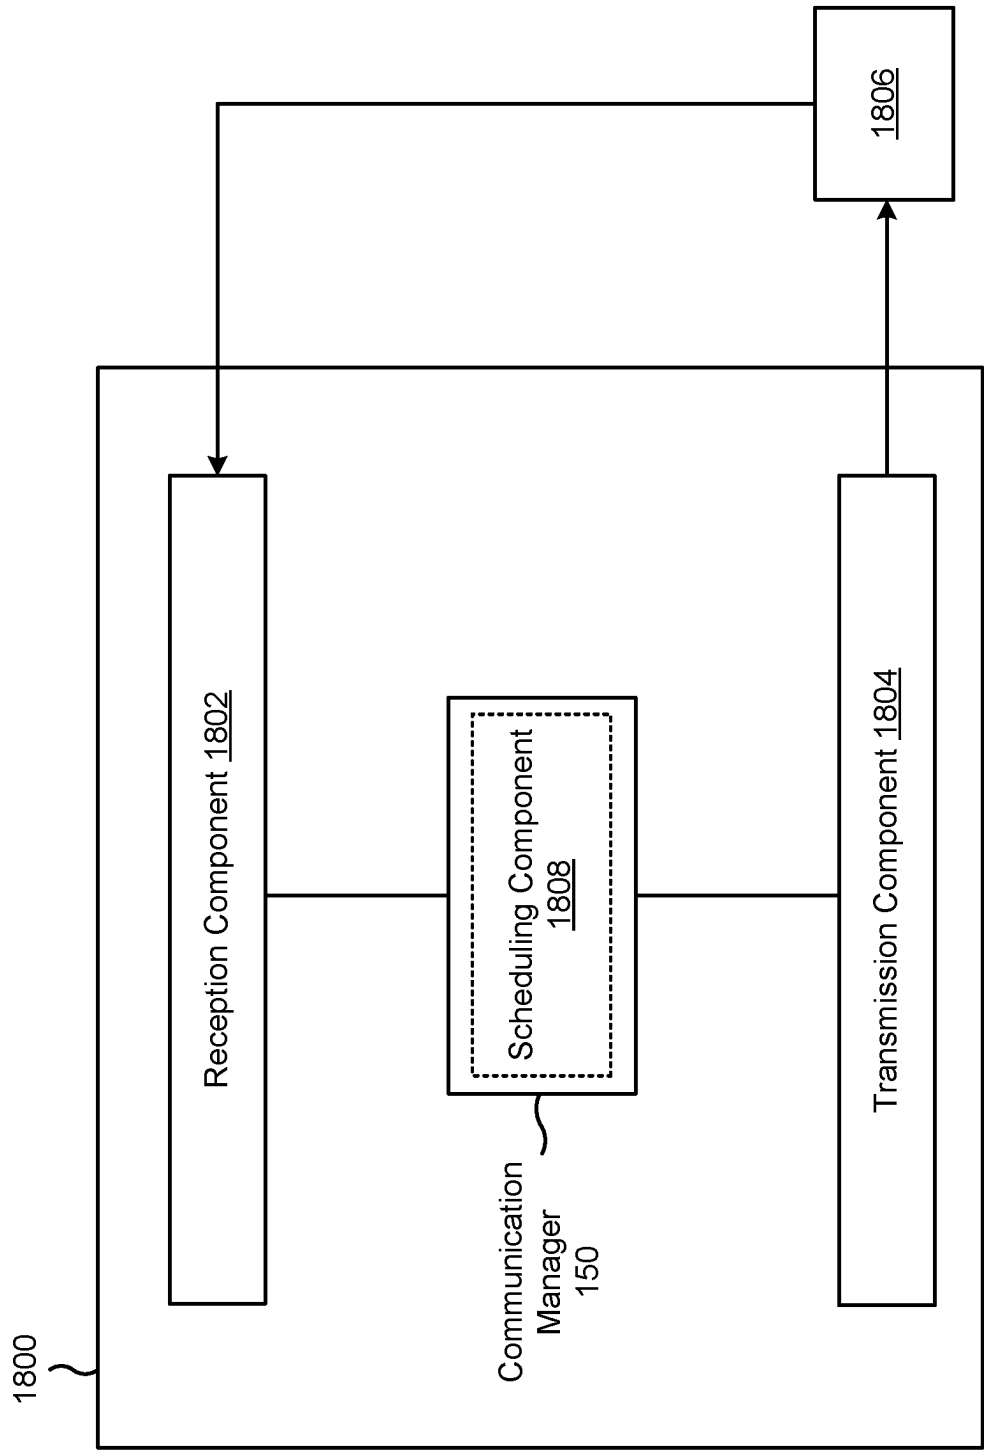 1800
Reception Component 1802
Communication
Manager
150
Scheduling Component
1808
Transmission Component 1804
1806